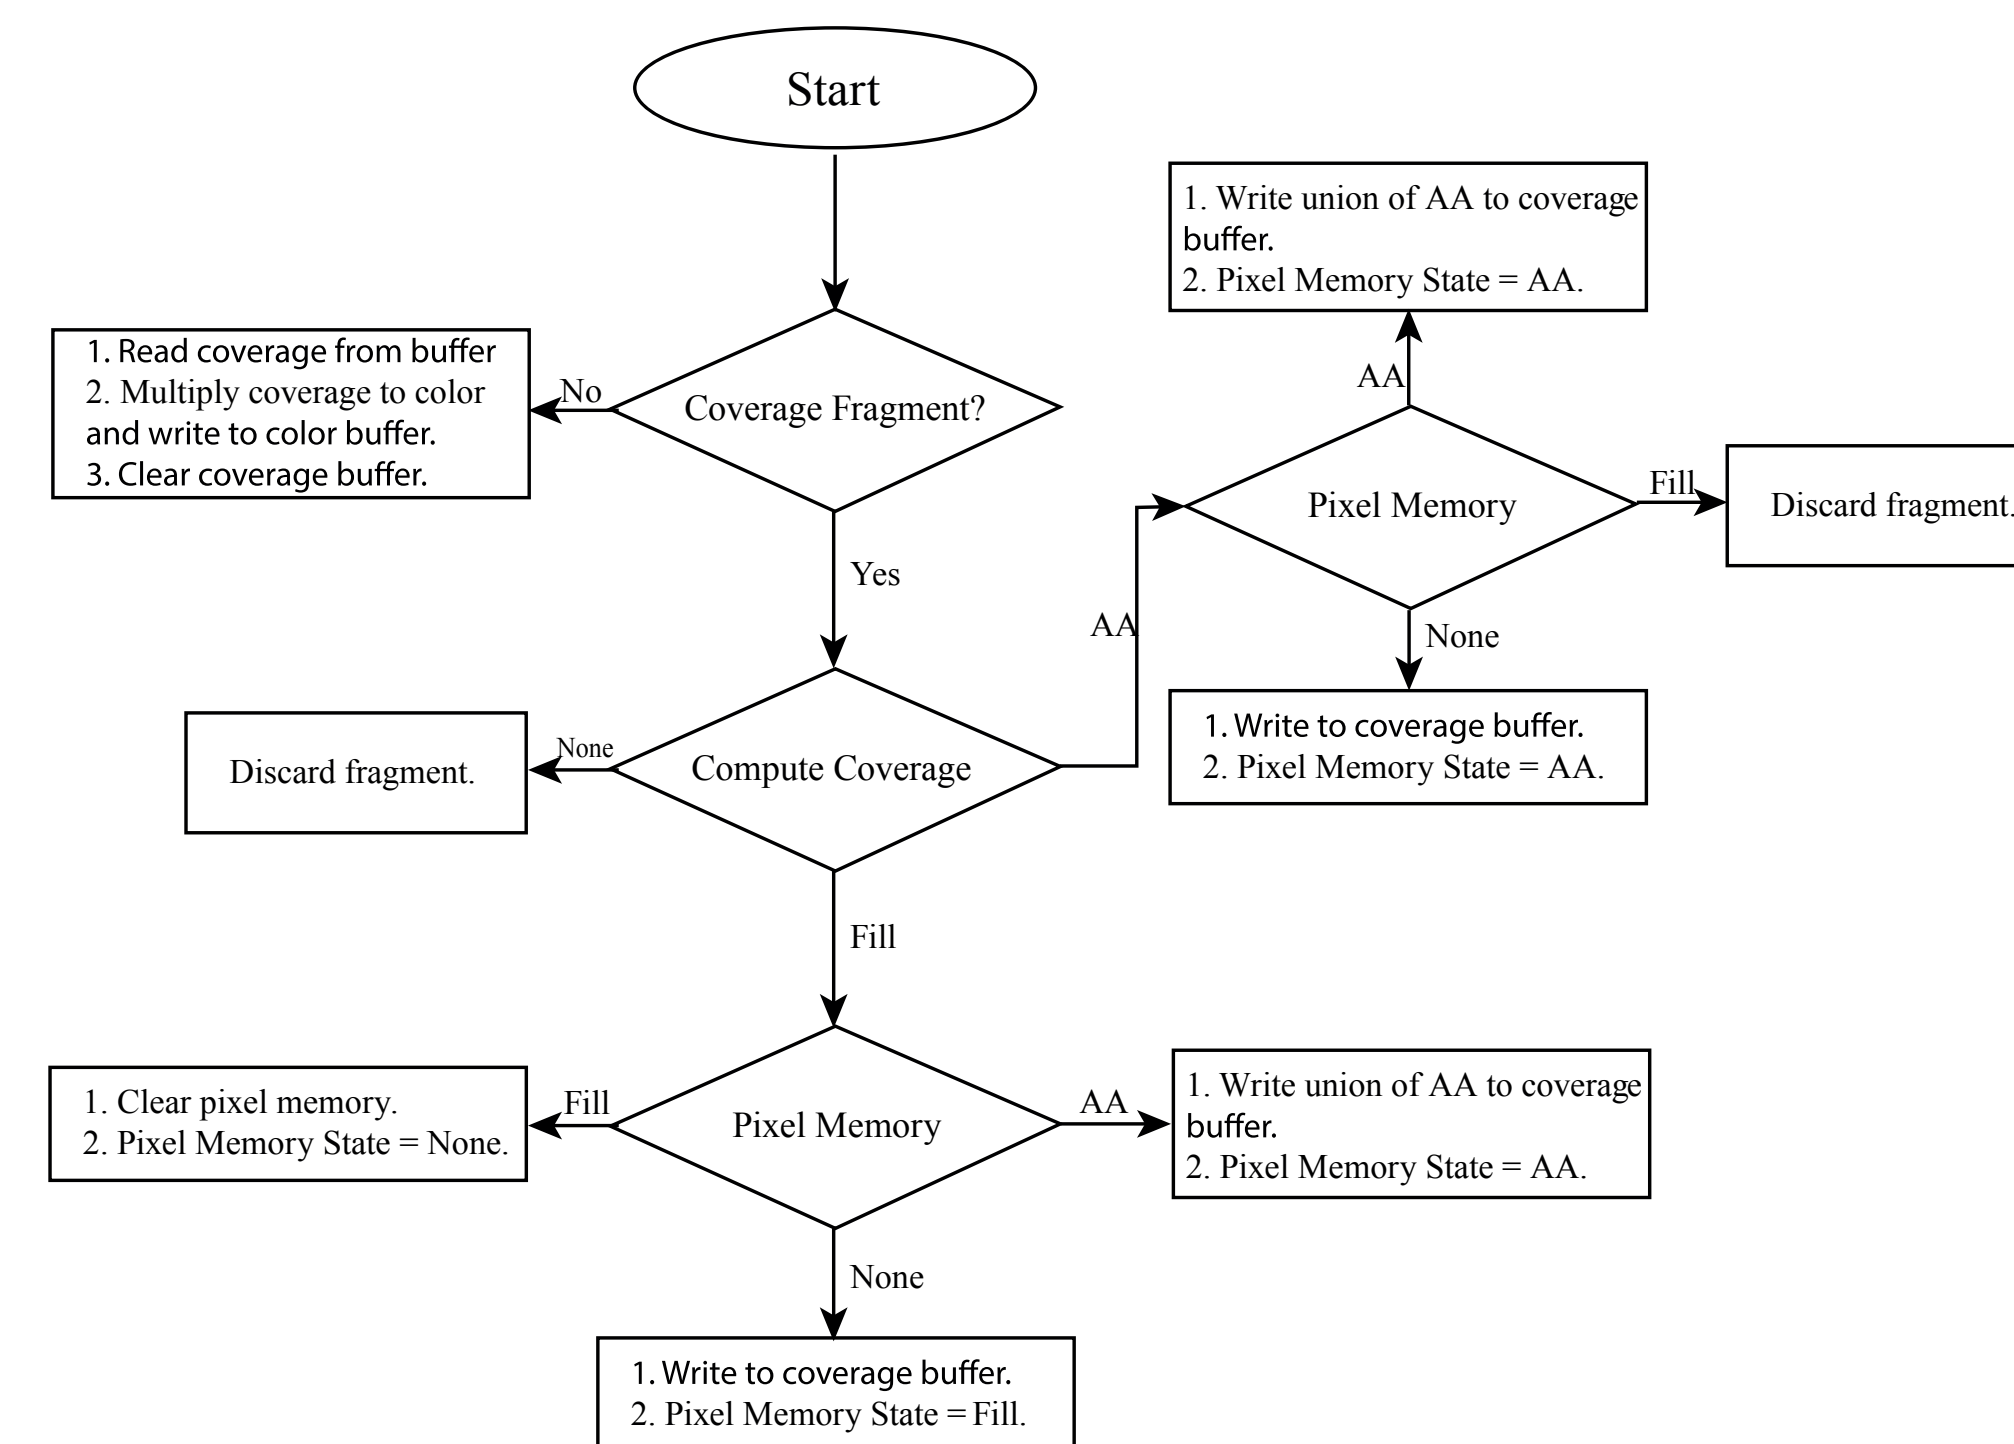 Start
1. Write union of AA to coverage
buffer.
2. Pixel Memory State = AA.
1. Read coverage from buffer
2. Multiply coverage to color
and write to color buffer.
3. Clear coverage buffer.
No
Coverage Fragment?
AA
Pixel Memory
Fill
Discard fragment.
Yes
AA
None
1. Write to coverage buffer.
2. Pixel Memory State = AA.
Discard fragment.
None
Compute Coverage
Fill
1. Clear pixel memory.
2. Pixel Memory State = None.
Fill
Pixel Memory
AA
1. Write union of AA to coverage
buffer.
2. Pixel Memory State = AA.
None
1. Write to coverage buffer.
2. Pixel Memory State = Fill.